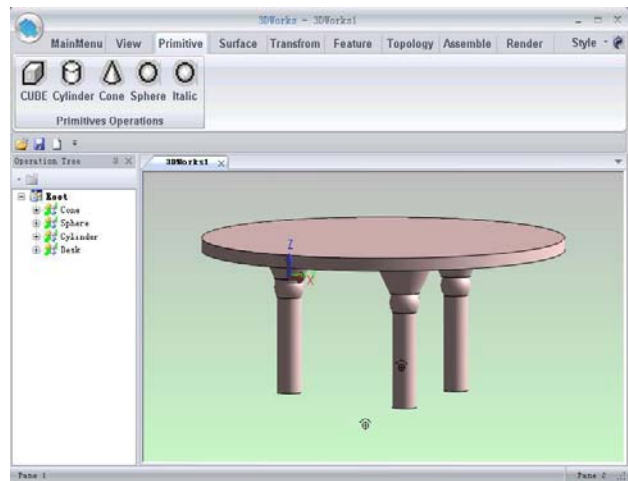 3DWorks - 3DWorks1
MainMenu View Primitive Surface Transfrom Feature Topology Assemble Render Style
CUBE Cylinder Cone Sphere Italic
Primitives Operations
Operation Tree
3DWorks1
Root
Cone
Sphere
Cylinder
Desk
Z
X
Pane 1
Pane 2